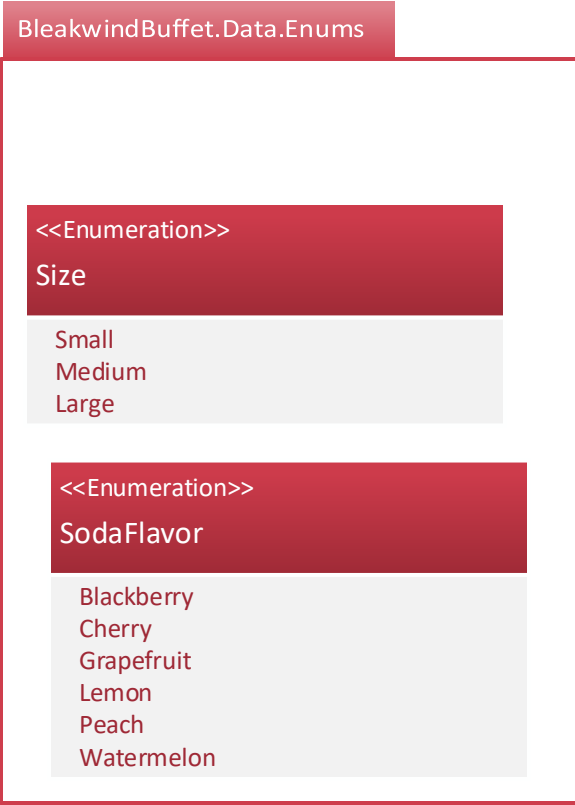 BleakwindBuffet.Data.Enums
<<Enumeration>>
Size
Small
Medium
Large
<<Enumeration>>
SodaFlavor
Blackberry
Cherry
Grapefruit
Lemon
Peach
Watermelon